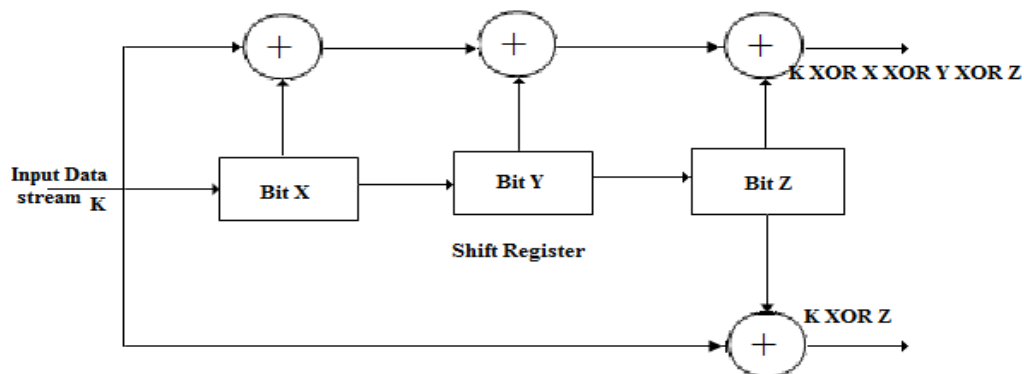 +
+
+
K XOR X XOR Y XOR Z
Input Data
stream K
Bit X
Bit Y
Bit Z
Shift Register
K XOR Z
+